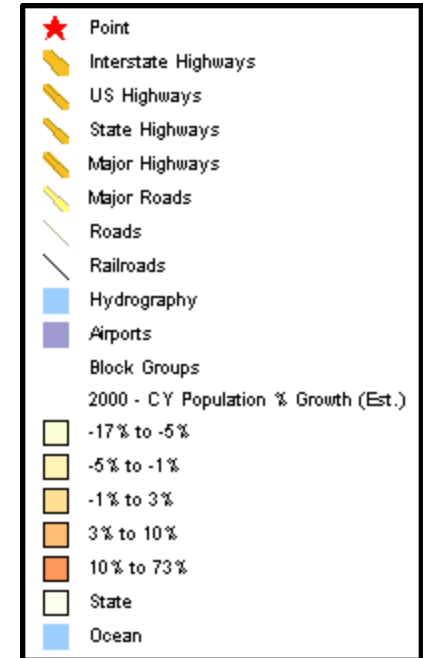 Point
Interstate Highways
US Highways
State Highways
Major Highways
Major Roads
Roads
Railroads
Hydrography
Airports
Block Groups
2000 - CY Population % Growth (Est.)
-17% to -5%
-5% to -1%
-1% to 3%
3% to 10%
10% to 73%
State
Ocean